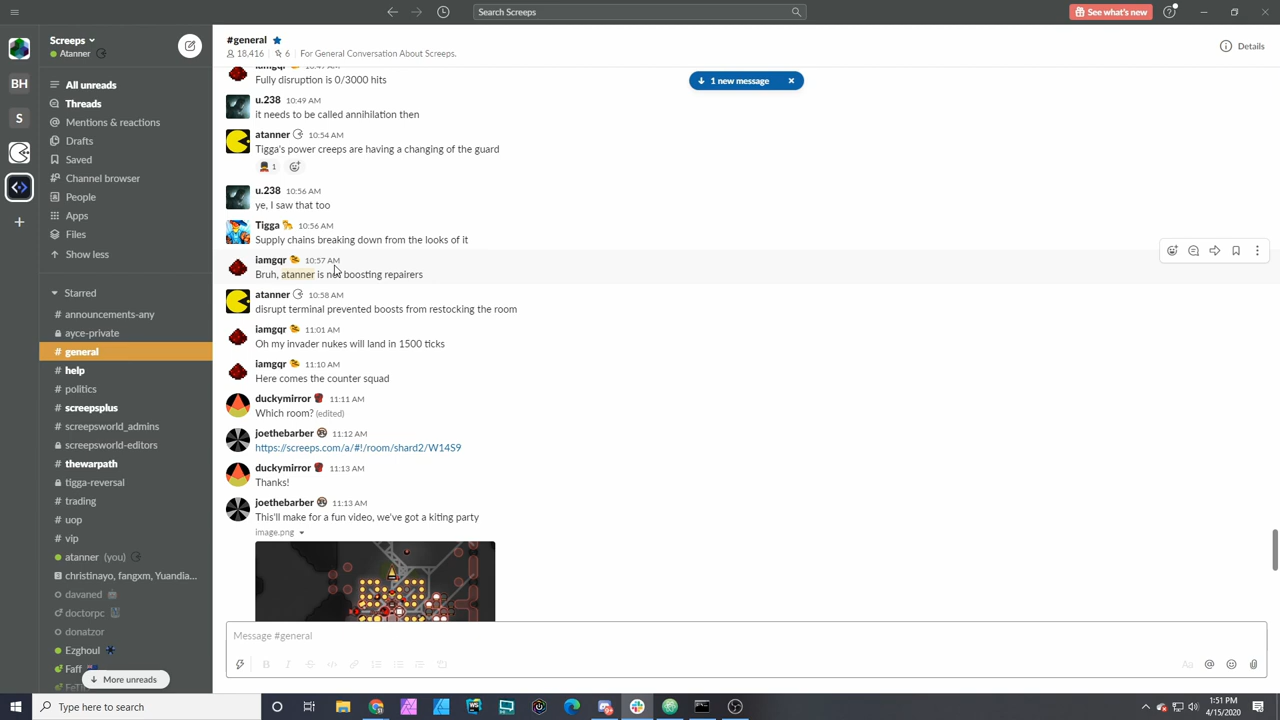 Search Screeps
See what's new
Screeps
Atanner
BH
S
All unreads
Threads
Mentions & reactions
Drafts
Saved
Channel browser
People
Apps
Files
Show less
Starred
# announcements-any
ayce-private
# general
# help
# politics
# screepsplus
screepsworld_admins
screepsworld-editors
thewarpath
tigga-reversal
# trading
# uop
# vip
atanner (you)
3 christinayo, fangxm, Yuandia...
davaned
doctorpc
donatzor
Ezghoul
Faff
More unreads
#general
18,416 | 6 | For General Conversation About Screeps.
Details
1 new message
iamgqr 10:49 AM
Fully disruption is 0/3000 hits
u.238 10:49 AM
it needs to be called annihilation then
atanner 10:54 AM
Tigga's power creeps are having a changing of the guard
1
u.238 10:56 AM
ye, I saw that too
Tigga 10:56 AM
Supply chains breaking down from the looks of it
iamgqr 10:57 AM
Bruh, atanner is not boosting repairers
atanner 10:58 AM
disrupt terminal prevented boosts from restocking the room
iamgqr 11:01 AM
Oh my invader nukes will land in 1500 ticks
iamgqr 11:10 AM
Here comes the counter squad
duckymirror 11:11 AM
Which room? (edited)
joethebarber 11:12 AM
https://screeps.com/a/#!/room/shard2/W14S9
duckymirror 11:13 AM
Thanks!
joethebarber 11:13 AM
This'll make for a fun video, we've got a kiting party
image.png
Message #general
B I S
Aa @
Type here to search
1:51 PM
4/15/2020